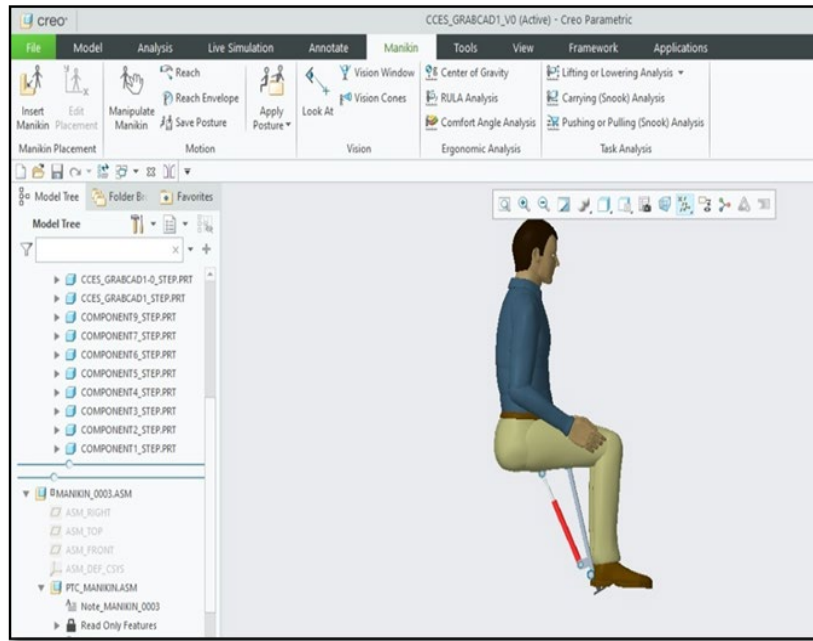 creo®
CCES_GRABCAD1_V0 (Active) - Creo Parametric
File Model Analysis Live Simulation Annotate Manikin Tools View Framework Applications
Insert Manikin
Edit Placement
Manikin Placement
Manipulate Manikin
Reach
Reach Envelope
Save Posture
Apply Posture
Motion
Look At
Vision Window
Vision Cones
Vision
Center of Gravity
RULA Analysis
Comfort Angle Analysis
Ergonomic Analysis
Lifting or Lowering Analysis
Carrying (Snook) Analysis
Pushing or Pulling (Snook) Analysis
Task Analysis
Model Tree Folder Br Favorites
Model Tree
CCES_GRABCAD1-0_STEP.PRT
CCES_GRABCAD1_STEP.PRT
COMPONENT9_STEP.PRT
COMPONENT7_STEP.PRT
COMPONENT6_STEP.PRT
COMPONENT5_STEP.PRT
COMPONENT4_STEP.PRT
COMPONENT3_STEP.PRT
COMPONENT2_STEP.PRT
COMPONENT1_STEP.PRT
MANIKIN_0003.ASM
ASM_RIGHT
ASM_TOP
ASM_FRONT
ASM_DEF_CSYS
PTC_MANIKIN.ASM
Note_MANIKIN_0003
Read Only Features